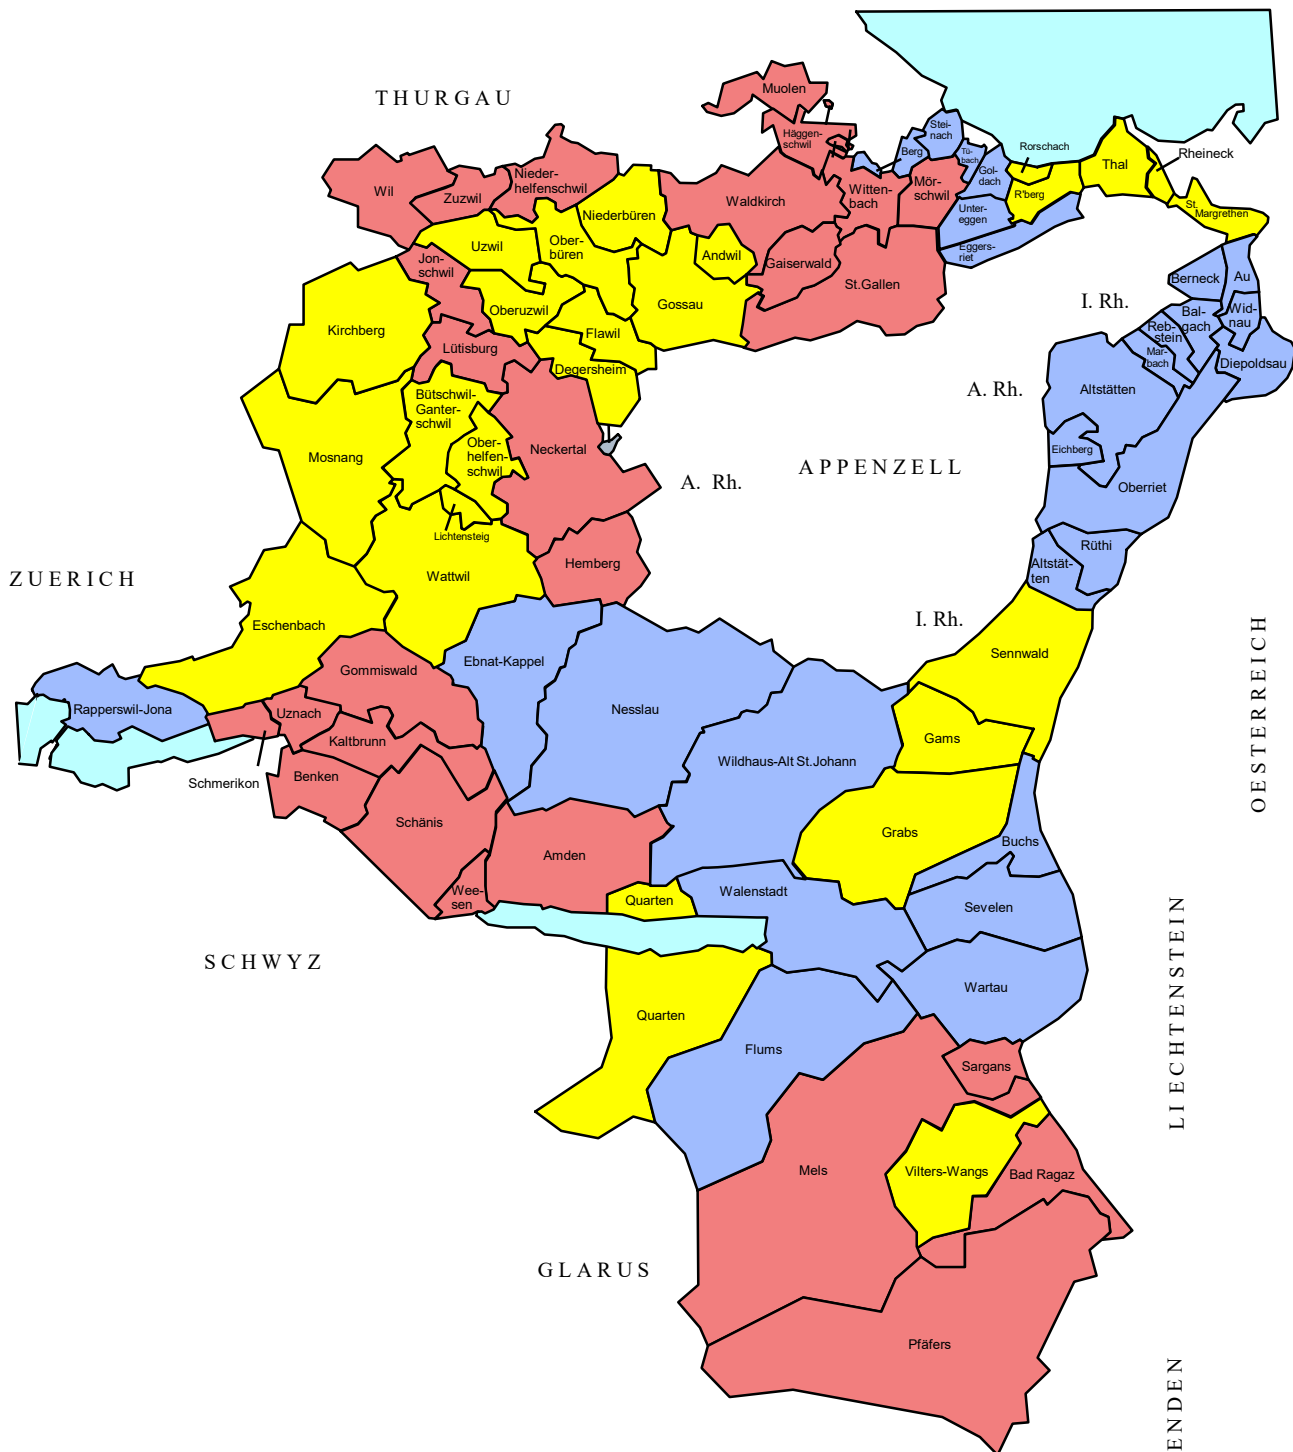 THURGAU
Muolen
Häggen-
schwil
Stei-
nach
Berg
Tü-
bach
Gol-
dach
Rorschach
R'berg
Thal
Rheineck
St.
Margrethen
Wil
Zuzwil
Nieder-
helfenschwil
Niederbüren
Waldkirch
Witten-
bach
Mör-
schwil
Unter-
eggen
Eggers-
riet
Uzwil
Ober-
büren
Andwil
Gaiserwald
St.Gallen
Jon-
schwil
Oberuzwil
Gossau
Flawil
Degersheim
Kirchberg
Lütisburg
Bütschwil-
Ganter-
schwil
Ober-
helfen-
schwil
Neckertal
Mosnang
Lichtensteig
Wattwil
Hemberg
I. Rh.
Berneck
Au
Bal-
gach
Wid-
nau
Reb-
stein
Mar-
bach
Diepoldsau
A. Rh.
Altstätten
Eichberg
Oberriet
APPENZELL
A. Rh.
Rüthi
Altstät-
ten
I. Rh.
ZUERICH
Eschenbach
Ebnat-Kappel
Sennwald
Gommiswald
Rapperswil-Jona
Uznach
Nesslau
Kaltbrunn
Gams
Schmerikon
Benken
Wildhaus-Alt St.Johann
Schänis
Grabs
Buchs
Amden
Wee-
sen
Quarten
Walenstadt
Sevelen
OESTERREICH
SCHWYZ
Wartau
Quarten
Flums
Sargans
LIECHTENSTEIN
Mels
Vilters-Wangs
Bad Ragaz
GLARUS
Pfäfers
ENDEN